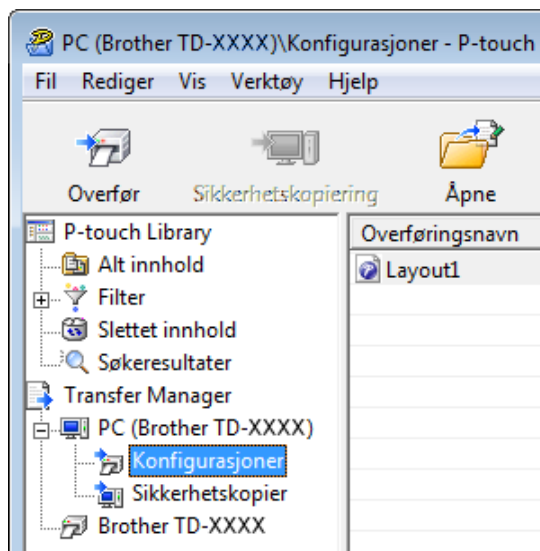 PC (Brother TD-XXXX)\Konfigurasjoner - P-touch
Fil Rediger Vis Verktøy Hjelp
Overfør Sikkerhetskopiering Åpne
P-touch Library
Alt innhold
Filter
Slettet innhold
Søkeresultater
Transfer Manager
PC (Brother TD-XXXX)
Konfigurasjoner
Sikkerhetskopier
Brother TD-XXXX
Overføringsnavn
Layout1